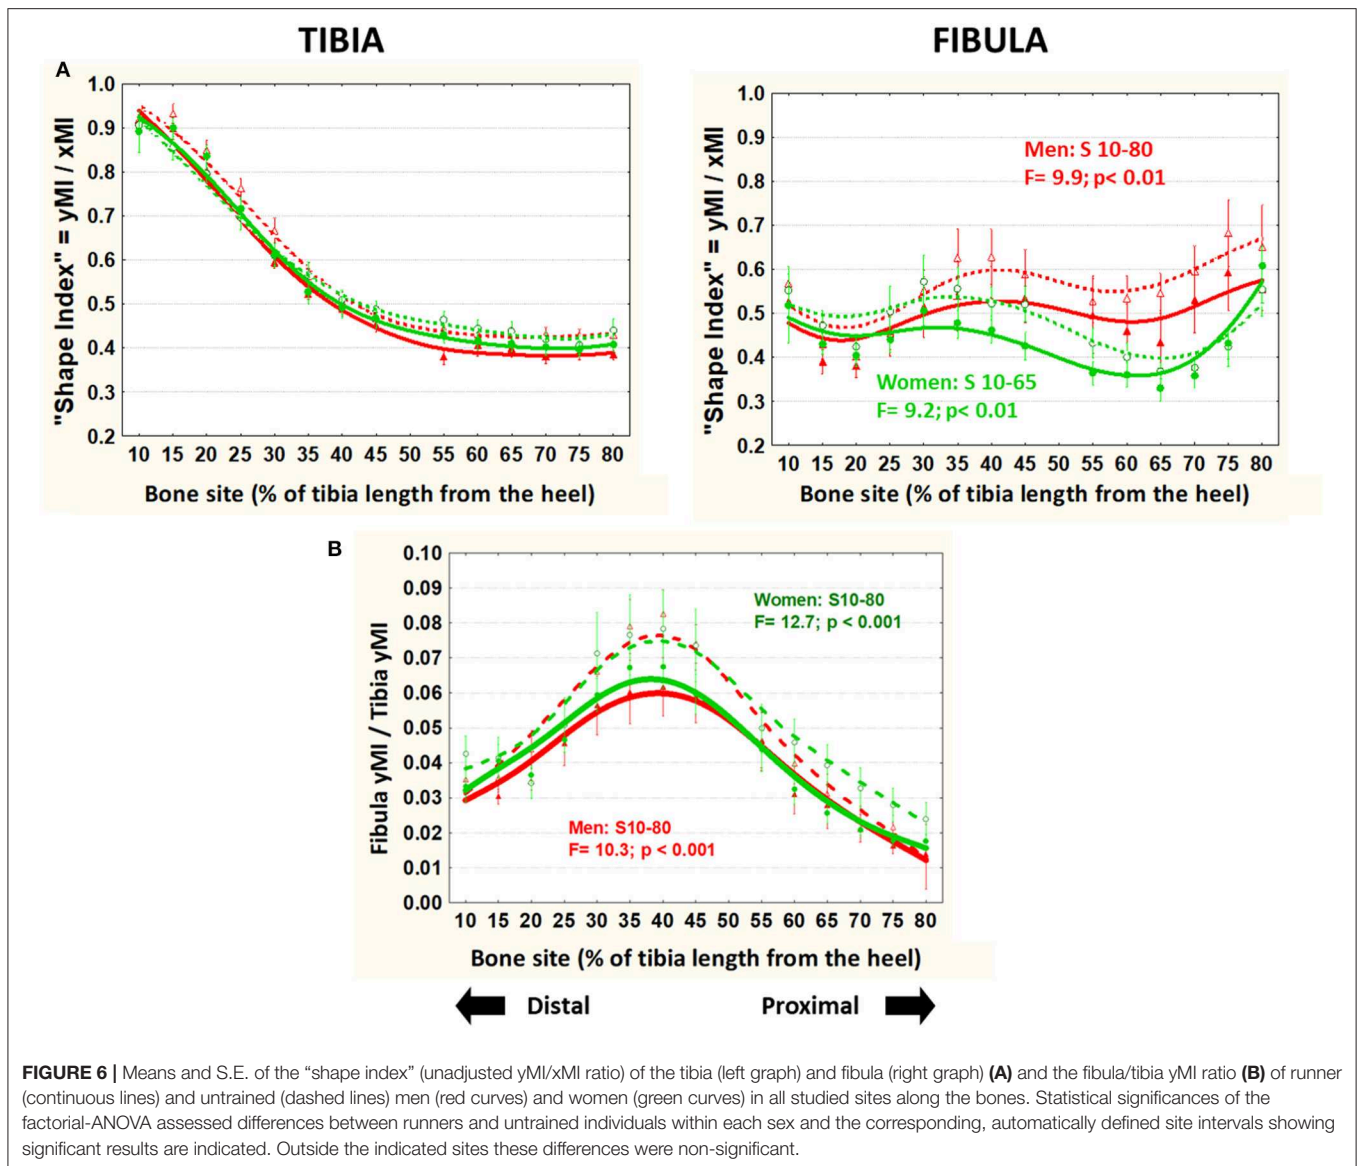 TIBIA
FIBULA
A
1.0
0.9
0.8
0.7
0.6
0.5
0.4
0.3
0.2
"Shape Index" = yMI / xMI
10 15 20 25 30 35 40 45 50 55 60 65 70 75 80
Bone site (% of tibia length from the heel)
1.0
0.9
0.8
0.7
0.6
0.5
0.4
0.3
0.2
"Shape Index" = yMI / xMI
Men: S 10-80
F= 9.9; p< 0.01
Women: S 10-65
F= 9.2; p< 0.01
10 15 20 25 30 35 40 45 50 55 60 65 70 75 80
Bone site (% of tibia length from the heel)
B
0.10
0.09
0.08
0.07
0.06
0.05
0.04
0.03
0.02
0.01
0.00
Fibula yMI / Tibia yMI
Women: S10-80
F= 12.7; p < 0.001
Men: S10-80
F= 10.3; p < 0.001
10 15 20 25 30 35 40 45 50 55 60 65 70 75 80
Bone site (% of tibia length from the heel)
Distal
Proximal
FIGURE 6 | Means and S.E. of the “shape index” (unadjusted yMI/xMI ratio) of the tibia (left graph) and fibula (right graph) (A) and the fibula/tibia yMI ratio (B) of runner
(continuous lines) and untrained (dashed lines) men (red curves) and women (green curves) in all studied sites along the bones. Statistical significances of the
factorial-ANOVA assessed differences between runners and untrained individuals within each sex and the corresponding, automatically defined site intervals showing
significant results are indicated. Outside the indicated sites these differences were non-significant.